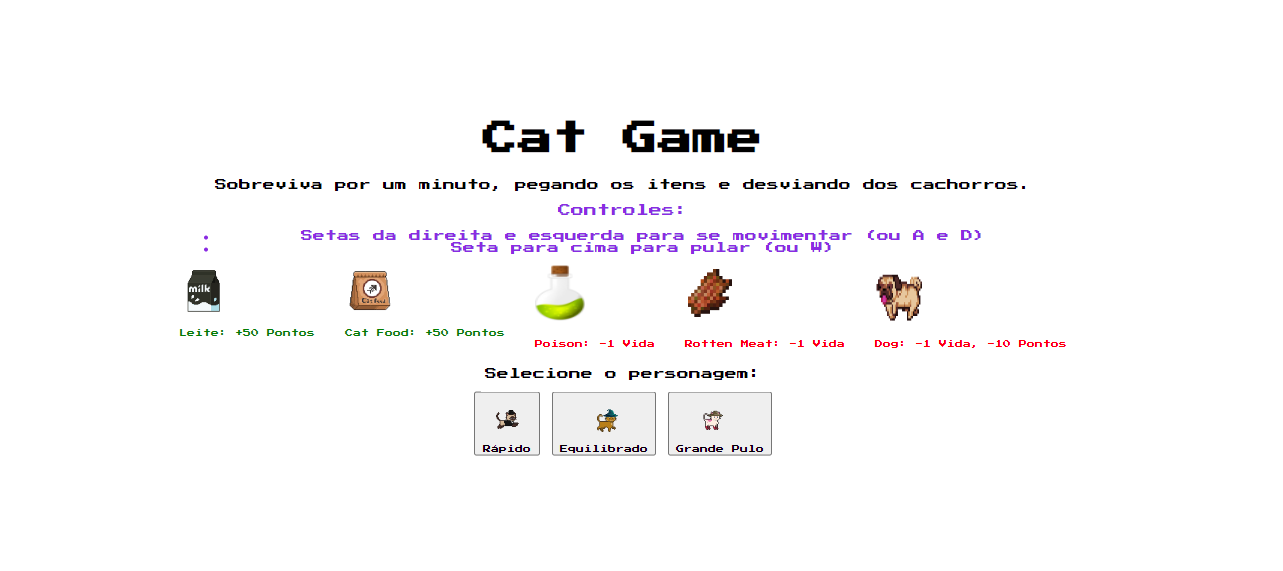 Cat Game
Sobreviva por um minuto, pegando os itens e desviando dos cachorros.
Controles:
Setas da direita e esquerda para se movimentar (ou A e D)
Seta para cima para pular (ou W)
milk
Cat Food
Leite: +50 Pontos
Cat Food: +50 Pontos
Poison: -1 Vida
Rotten Meat: -1 Vida
Dog: -1 Vida, -10 Pontos
Selecione o personagem:
Rápido
Equilibrado
Grande Pulo